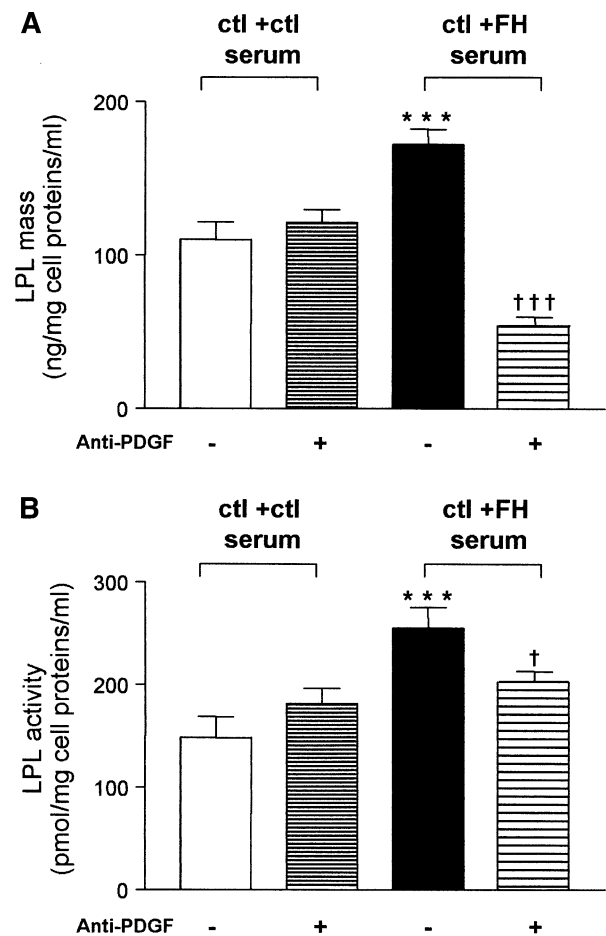 A
ctl +ctl
serum
ctl +FH
serum
LPL mass
(ng/mg cell proteins/ml)
200
100
0
* * *
† † †
Anti-PDGF - + - +
B
ctl +ctl
serum
ctl +FH
serum
LPL activity
(pmol/mg cell proteins/ml)
300
200
100
0
* * *
†
Anti-PDGF - + - +